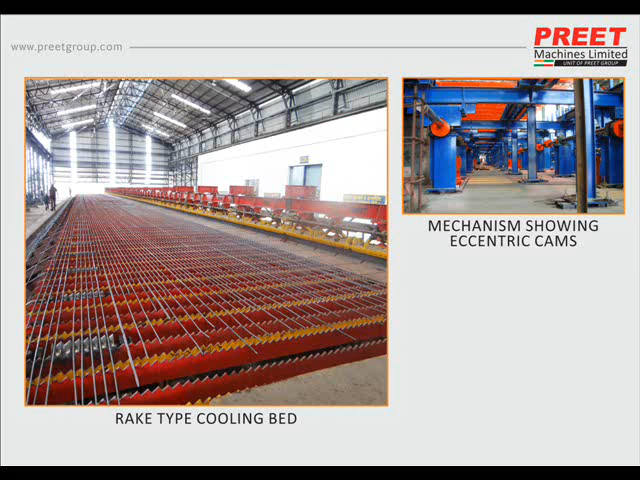 www.preetgroup.com
PREET
Machines Limited
UNIT OF PREET GROUP
MECHANISM SHOWING
ECCENTRIC CAMS
RAKE TYPE COOLING BED